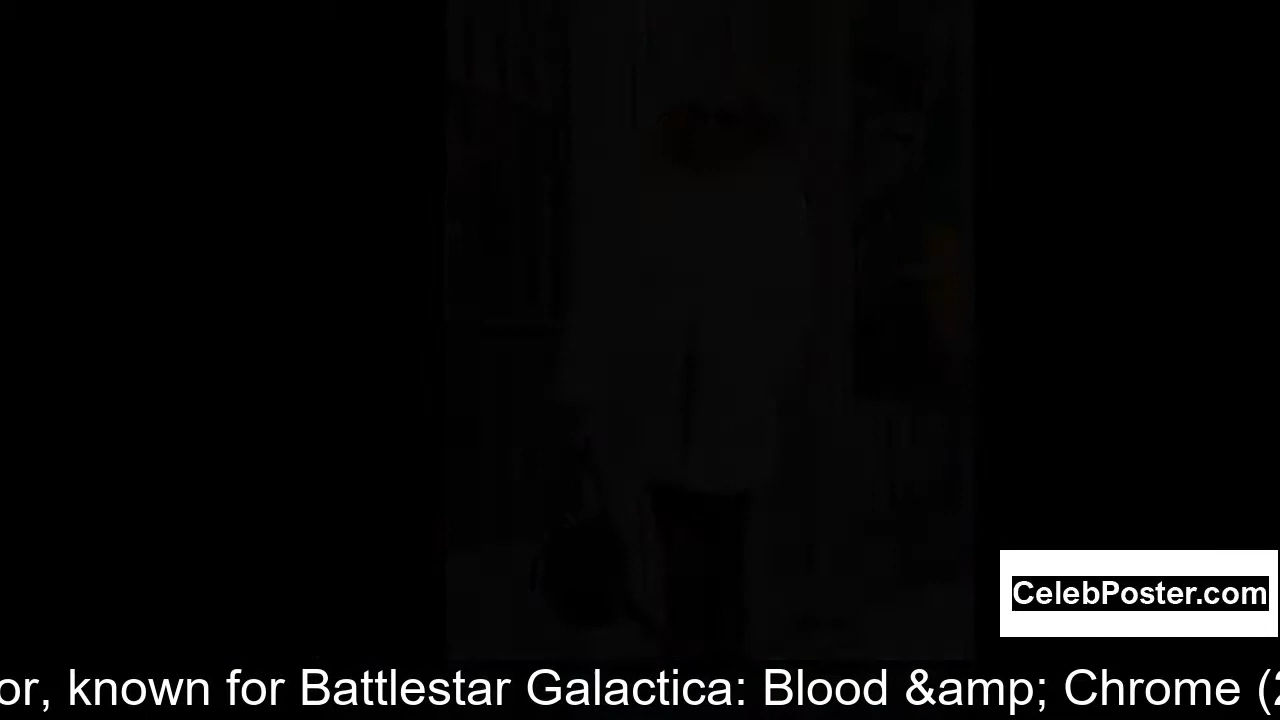 CelebPoster.com
or, known for Battlestar Galactica: Blood &amp; Chrome (2